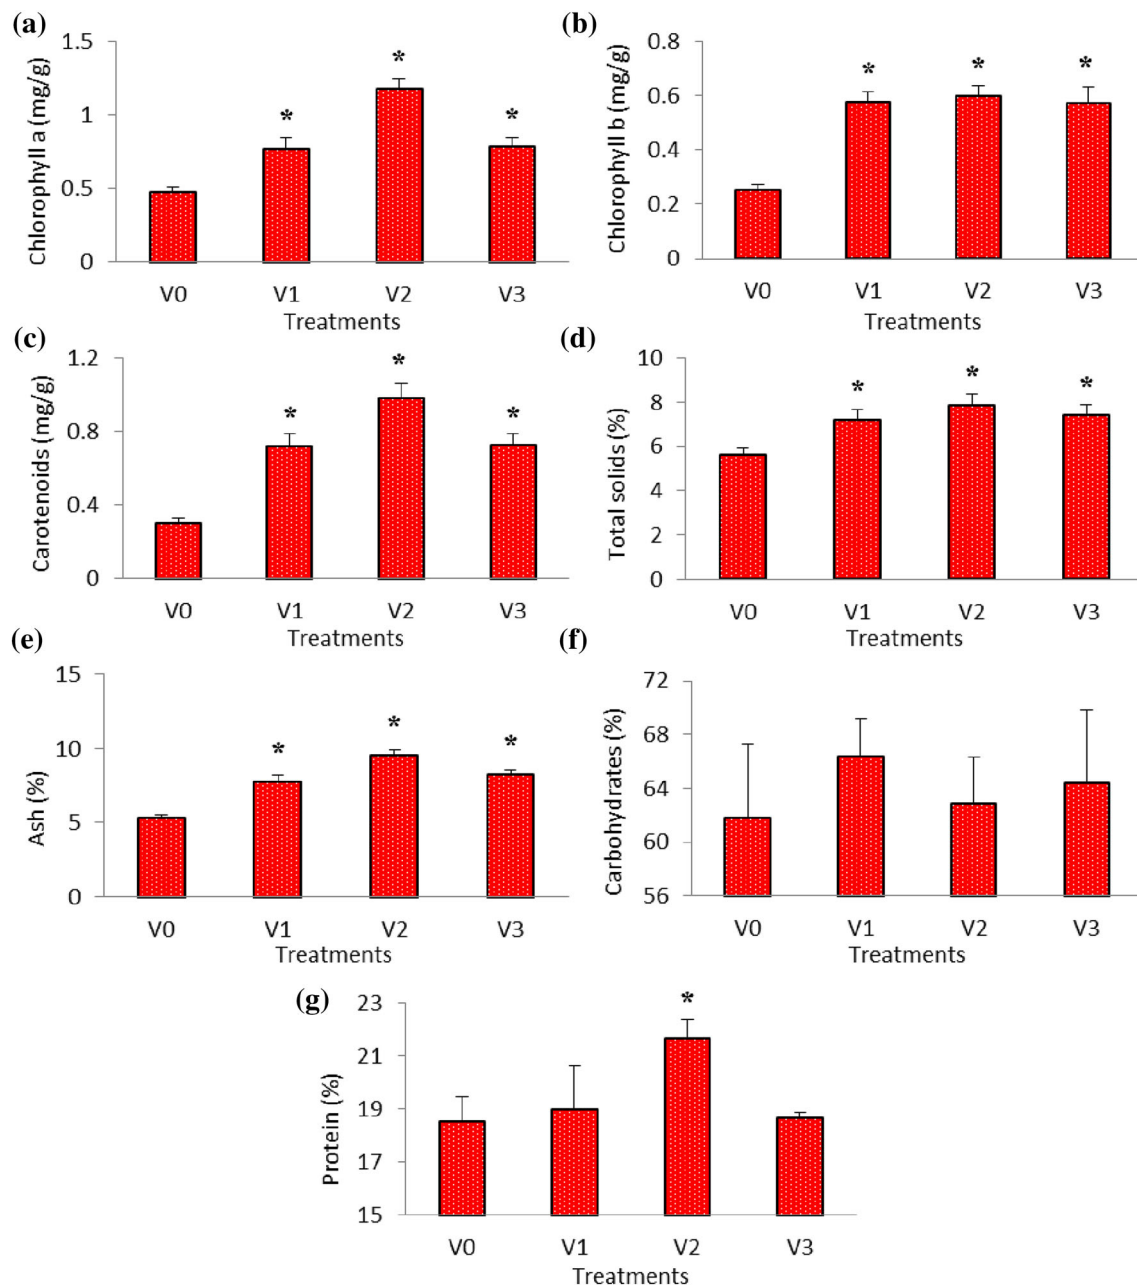 (a)
Chlorophyll a (mg/g)
1.5
1
0.5
0
*
*
*
V0 V1 V2 V3
Treatments
(b)
Chlorophyll b (mg/g)
0.8
0.6
0.4
0.2
0
*
*
*
V0 V1 V2 V3
Treatments
(c)
Carotenoids (mg/g)
1.2
0.8
0.4
0
*
*
*
V0 V1 V2 V3
Treatments
(d)
Total solids (%)
10
8
6
4
2
0
*
*
*
V0 V1 V2 V3
Treatments
(e)
Ash (%)
15
10
5
0
*
*
*
V0 V1 V2 V3
Treatments
(f)
Carbohydrates (%)
72
68
64
60
56
V0 V1 V2 V3
Treatments
(g)
Protein (%)
23
21
19
17
15
*
V0 V1 V2 V3
Treatments